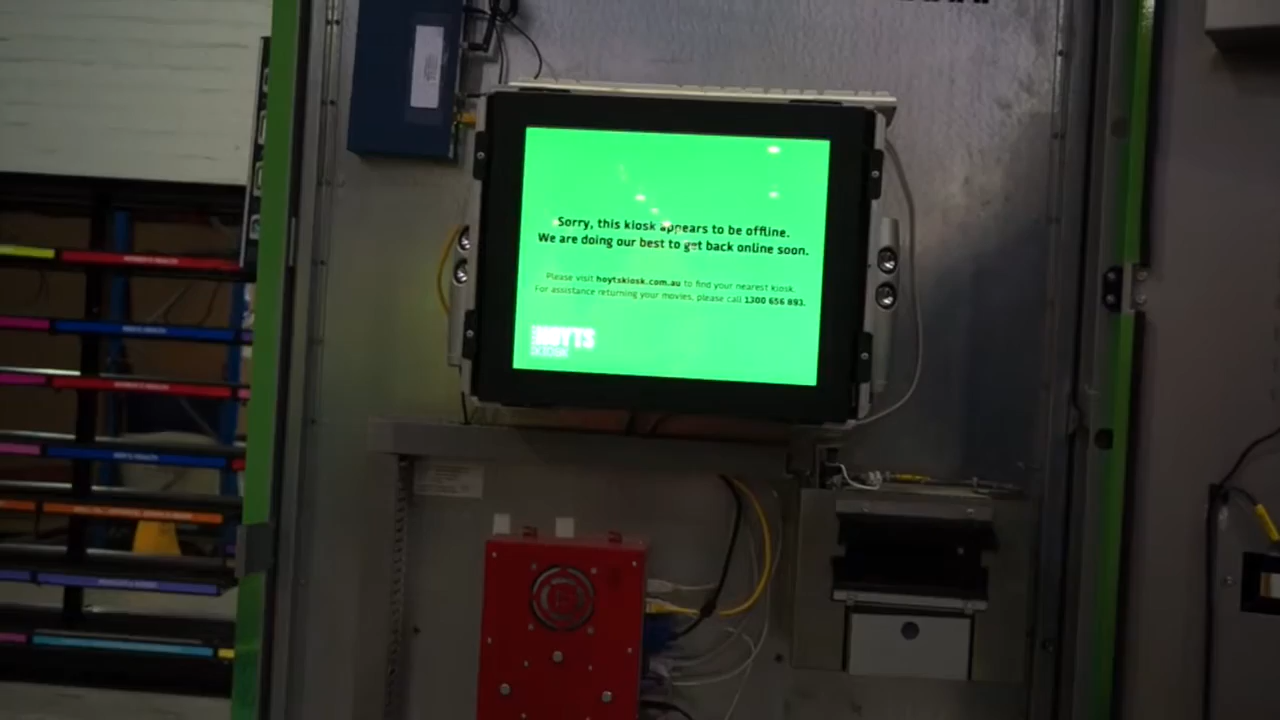 Sorry, this kiosk appears to be offline.
We are doing our best to get back online soon.
Please visit hoytskiosk.com.au to find your nearest kiosk.
For assistance returning your movies, please call 1300 656 893.
HOYTS